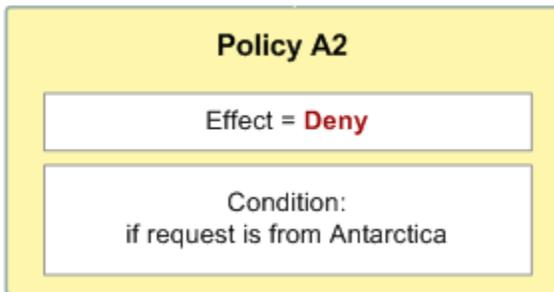 Policy A2
Effect = Deny
Condition:
if request is from Antarctica